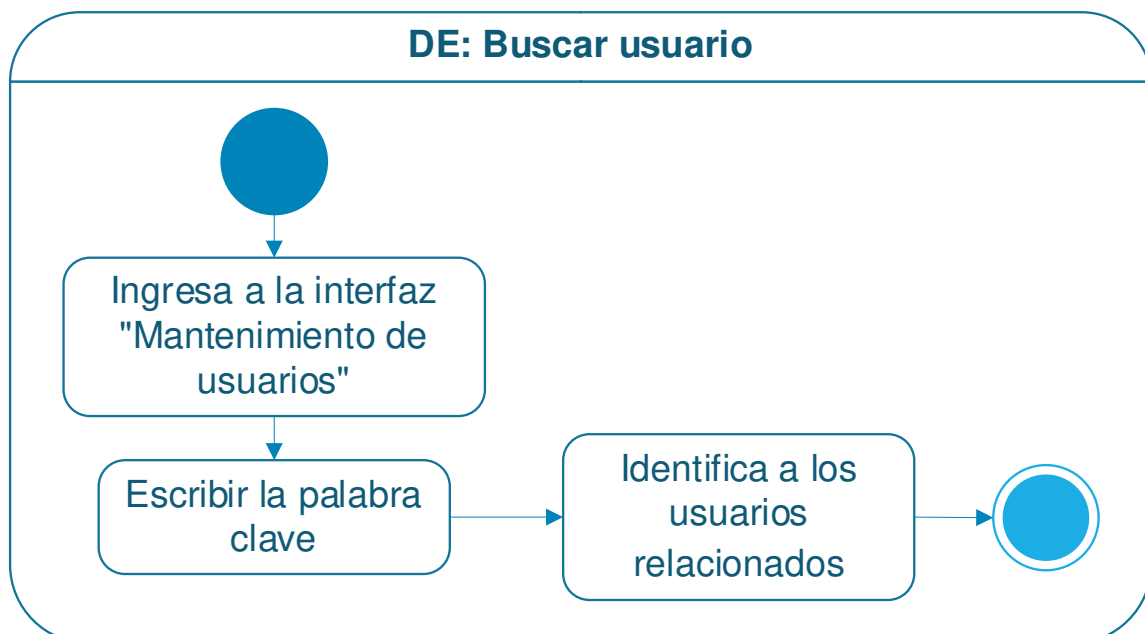 DE: Buscar usuario
Ingresa a la interfaz
"Mantenimiento de
usuarios"
Escribir la palabra
clave
Identifica a los
usuarios
relacionados